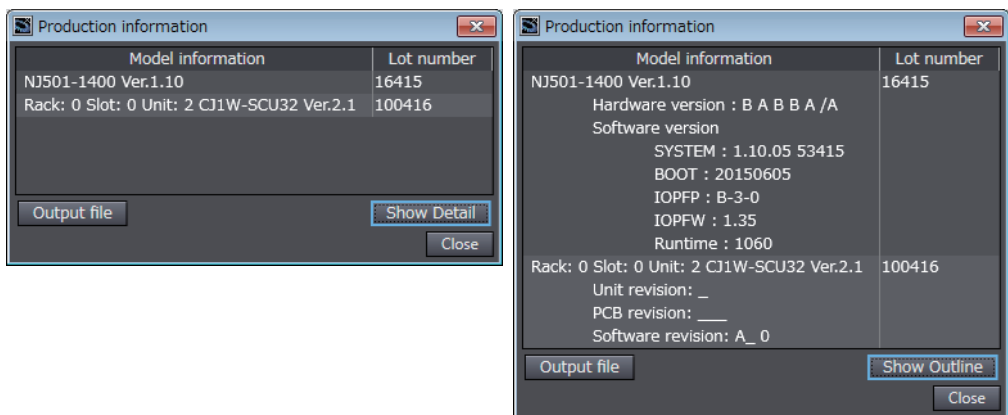 Production information
Model information Lot number
NJ501-1400 Ver.1.10 16415
Rack: 0 Slot: 0 Unit: 2 CJ1W-SCU32 Ver.2.1 100416
Output file Show Detail
Close
Production information
Model information Lot number
NJ501-1400 Ver.1.10 16415
Hardware version : B A B B A /A
Software version
SYSTEM : 1.10.05 53415
BOOT : 20150605
IOPFP : B-3-0
IOPFW : 1.35
Runtime : 1060
Rack: 0 Slot: 0 Unit: 2 CJ1W-SCU32 Ver.2.1 100416
Unit revision: _
PCB revision: ___
Software revision: A_ 0
Output file Show Outline
Close